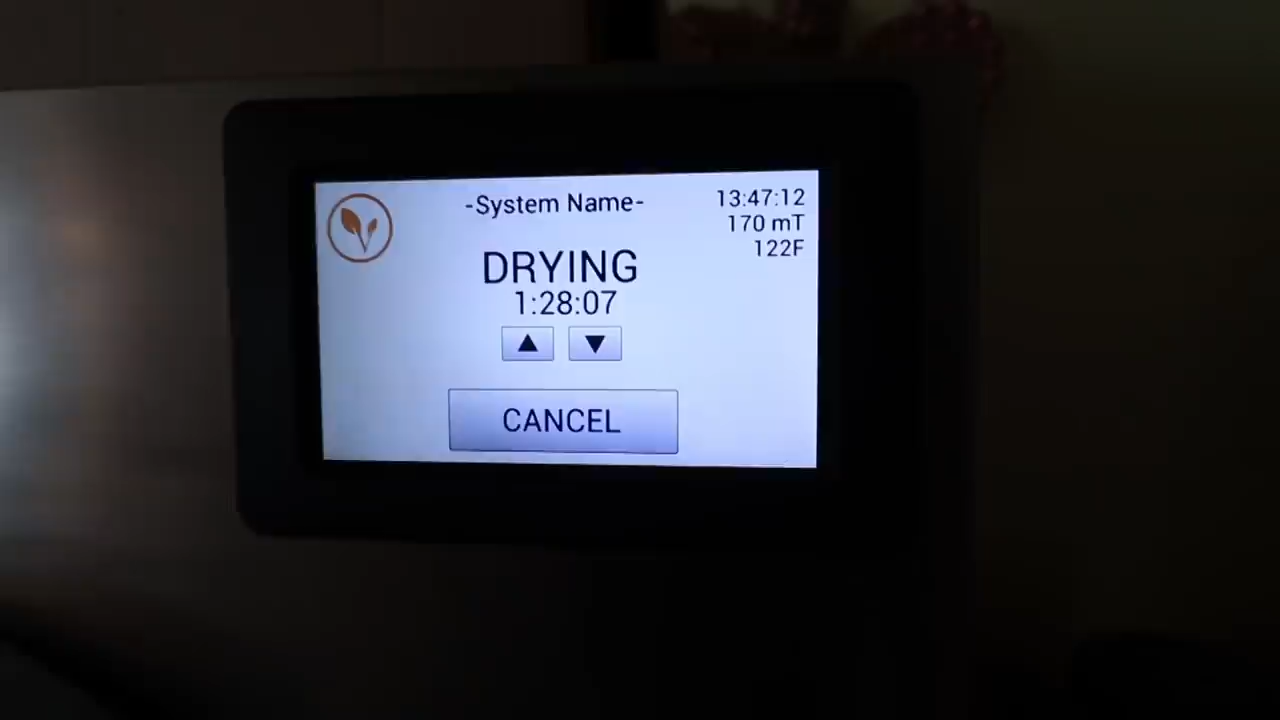 -System Name-
13:47:12
170 mT
122F
DRYING
1:28:07
CANCEL